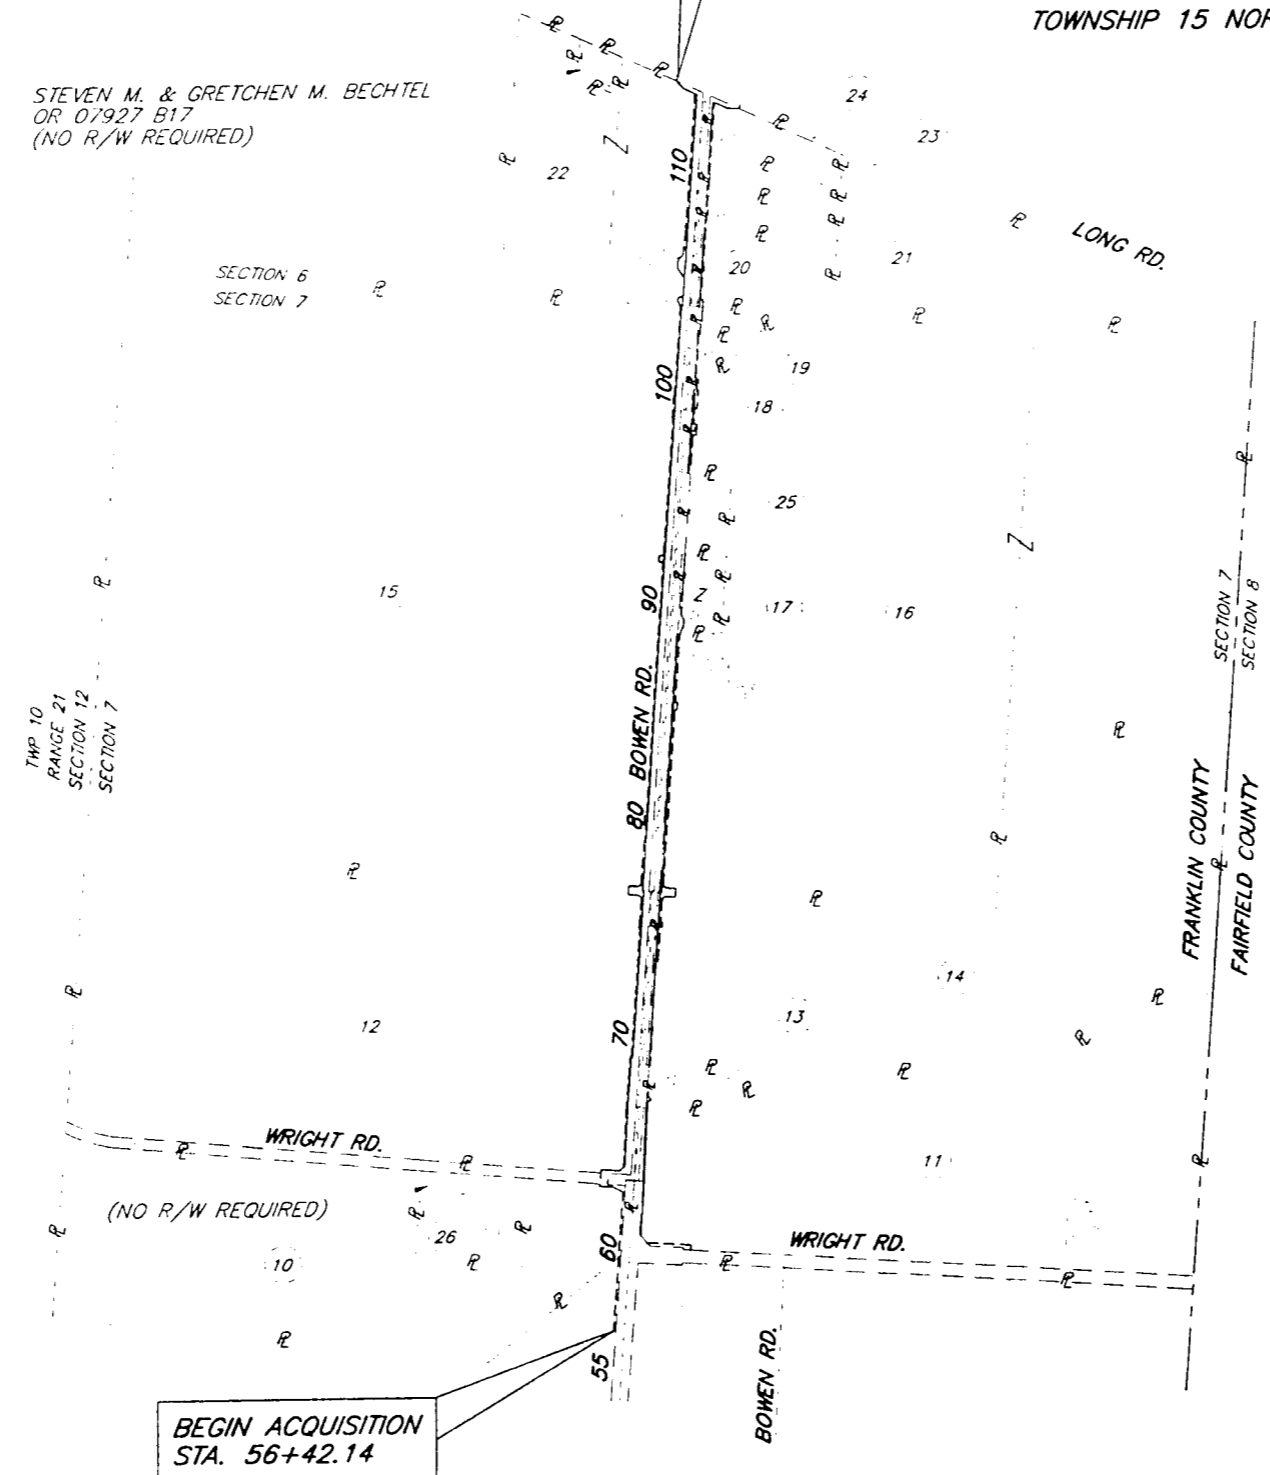 TOWNSHIP 15 NOR
STEVEN M. & GRETCHEN M. BECHTEL
OR 07927 B17
(NO R/W REQUIRED)
24
23
22
110
LONG RD.
21
20
SECTION 6
SECTION 7
19
100
18
25
15
90
Z
17
16
SECTION 7
SECTION 8
TWP 10
RANGE 21
SECTION 12
SECTION 7
BOWEN RD.
80
FRANKLIN COUNTY
FAIRFIELD COUNTY
14
13
12
70
WRIGHT RD.
11
(NO R/W REQUIRED)
26
10
60
WRIGHT RD.
55
BOWEN RD.
BEGIN ACQUISITION
STA. 56+42.14